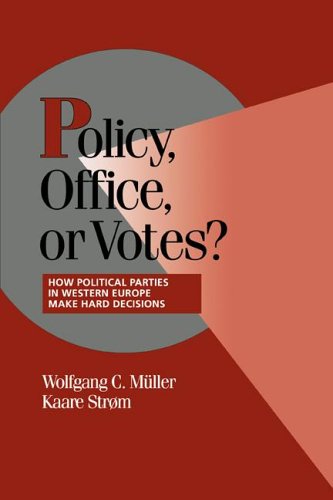 Policy,
Office,
or Votes?
HOW POLITICAL PARTIES
IN WESTERN EUROPE
MAKE HARD DECISIONS
Wolfgang C. Müller
Kaare Strøm